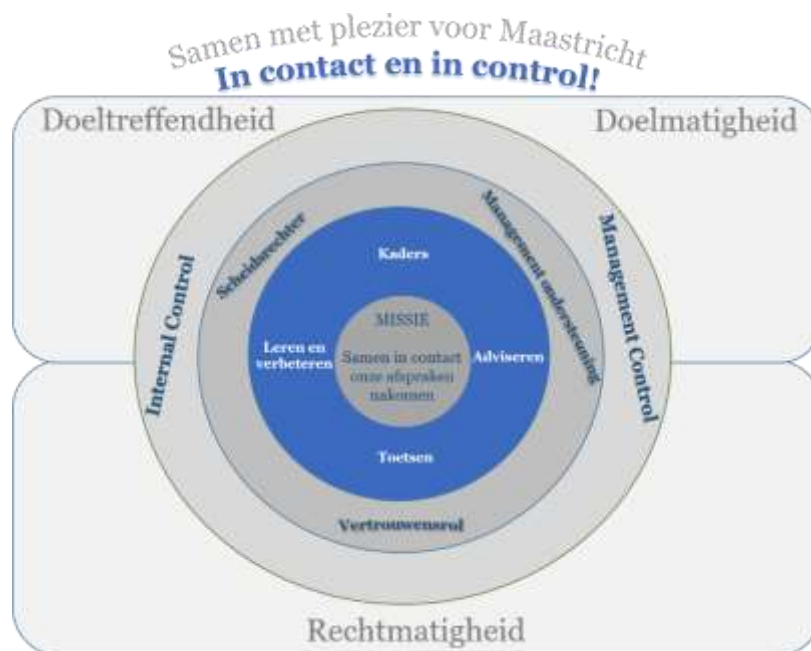 Samen met plezier voor Maastricht
In contact en in control!
Doeltreffendheid
Doelmatigheid
Scheidsrechter
Management ondersteuning
Internal Control
Management Control
Kaders
MISSIE
Samen in contact
onze afspraken
nakomen
Leren en
verbeteren
Adviseren
Toetsen
Vertrouwensrol
Rechtmatigheid